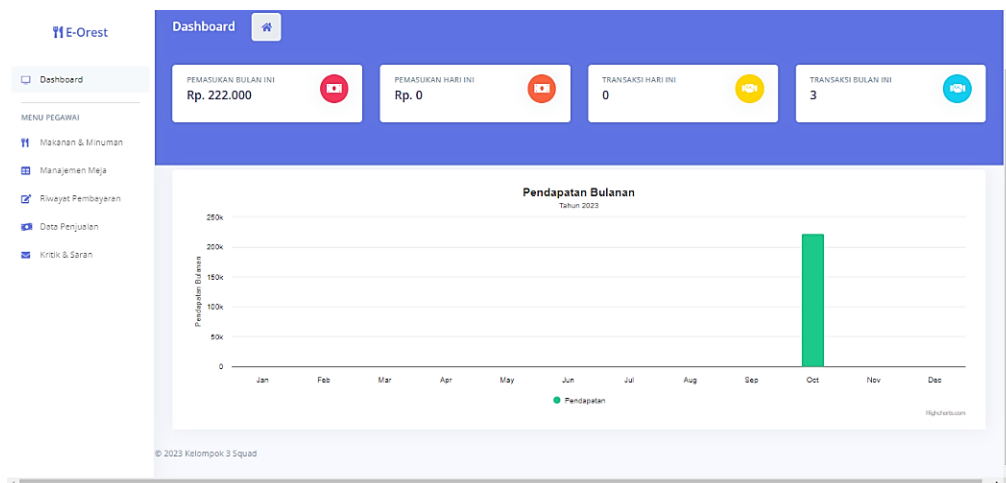 E-Orest
Dashboard
MENU PEGAWAI
Makanan & Minuman
Manajemen Meja
Riwayat Pembayaran
Data Penjualan
Kritik & Saran
Dashboard
PEMASUKAN BULAN INI
Rp. 222.000
PEMASUKAN HARI INI
Rp. 0
TRANSAKSI HARI INI
0
TRANSAKSI BULAN INI
3
Pendapatan Bulanan
Tahun 2023
Pendapatan Bulanan
250k
200k
150k
100k
50k
0
Jan Feb Mar Apr May Jun Jul Aug Sep Oct Nov Dec
Pendapatan
Highcharts.com
© 2023 Kelompok 3 Squad